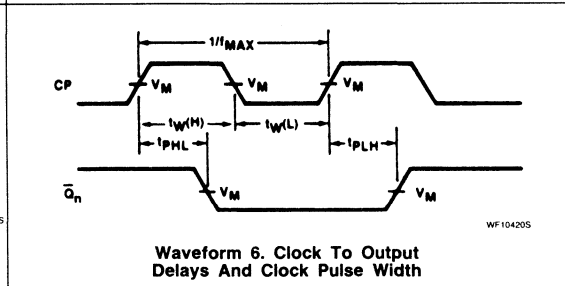 1/fMAX
CP
VM
VM
VM
tW(H)
tW(L)
tPHL
tPLH
Q̅n
VM
VM
WF10420S
S
Waveform 6. Clock To Output
Delays And Clock Pulse Width